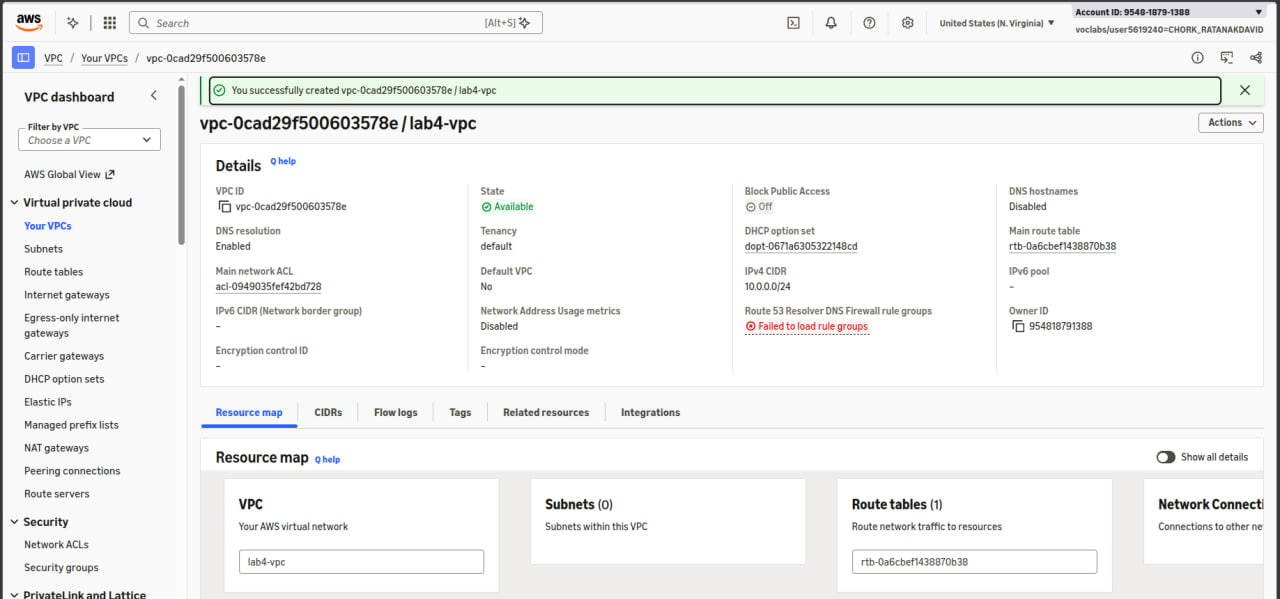 aws
Search
[Alt+S]
United States (N. Virginia)
Account ID: 9548-1879-1388
voclabs/user5619240=CHORK_RATANAKDAVID
VPC / Your VPCs / vpc-0cad29f500603578e
VPC dashboard
Filter by VPC
Choose a VPC
AWS Global View
Virtual private cloud
Your VPCs
Subnets
Route tables
Internet gateways
Egress-only internet
gateways
Carrier gateways
DHCP option sets
Elastic IPs
Managed prefix lists
NAT gateways
Peering connections
Route servers
Security
Network ACLs
Security groups
PrivateLink and Lattice
You successfully created vpc-0cad29f500603578e / lab4-vpc
vpc-0cad29f500603578e / lab4-vpc
Actions
Details
Q help
VPC ID
vpc-0cad29f500603578e
State
Available
Block Public Access
Off
DNS hostnames
Disabled
DNS resolution
Enabled
Tenancy
default
DHCP option set
dopt-0671a6305322148cd
Main route table
rtb-0a6cbef1438870b38
Main network ACL
acl-0949035fef42bd728
Default VPC
No
IPv4 CIDR
10.0.0.0/24
IPv6 pool
–
IPv6 CIDR (Network border group)
–
Network Address Usage metrics
Disabled
Route 53 Resolver DNS Firewall rule groups
Failed to load rule groups
Owner ID
954818791388
Encryption control ID
–
Encryption control mode
–
Resource map
CIDRs
Flow logs
Tags
Related resources
Integrations
Resource map
Q help
Show all details
VPC
Your AWS virtual network
lab4-vpc
Subnets (0)
Subnets within this VPC
Route tables (1)
Route network traffic to resources
rtb-0a6cbef1438870b38
Network Connecti
Connections to other ne